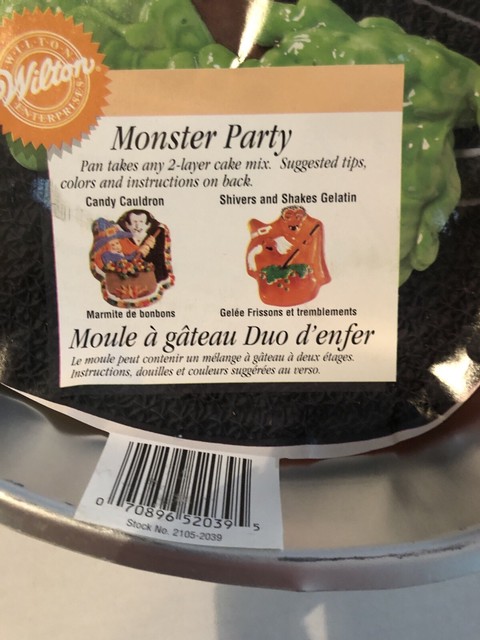 WILTON
Wilton
ENTERPRISES
Monster Party
Pan takes any 2-layer cake mix. Suggested tips,
colors and instructions on back.
Candy Cauldron
Shivers and Shakes Gelatin
Marmite de bonbons
Gelée Frissons et tremblements
Moule à gâteau Duo d'enfer
Le moule peut contenir un mélange à gâteau à deux étages.
Instructions, douilles et couleurs suggérées au verso.
0 70896 52039 5
Stock No. 2105-2039